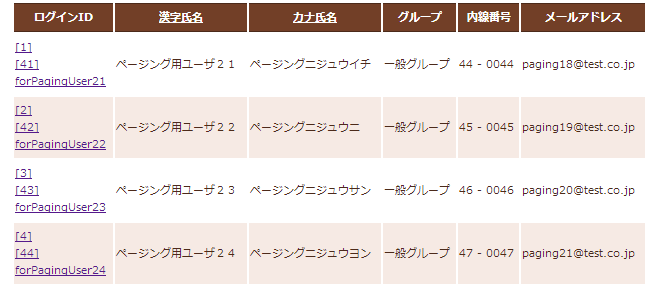 ログインID 漢字氏名 カナ氏名 グループ 内線番号 メールアドレス
[1]
[41] ページング用ユーザ２１ ページングニジュウイチ 一般グループ 44 - 0044 paging18@test.co.jp
forPagingUser21
[2]
[42] ページング用ユーザ２２ ページングニジュウニ 一般グループ 45 - 0045 paging19@test.co.jp
forPagingUser22
[3]
[43] ページング用ユーザ２３ ページングニジュウサン 一般グループ 46 - 0046 paging20@test.co.jp
forPagingUser23
[4]
[44] ページング用ユーザ２４ ページングニジュウヨン 一般グループ 47 - 0047 paging21@test.co.jp
forPagingUser24